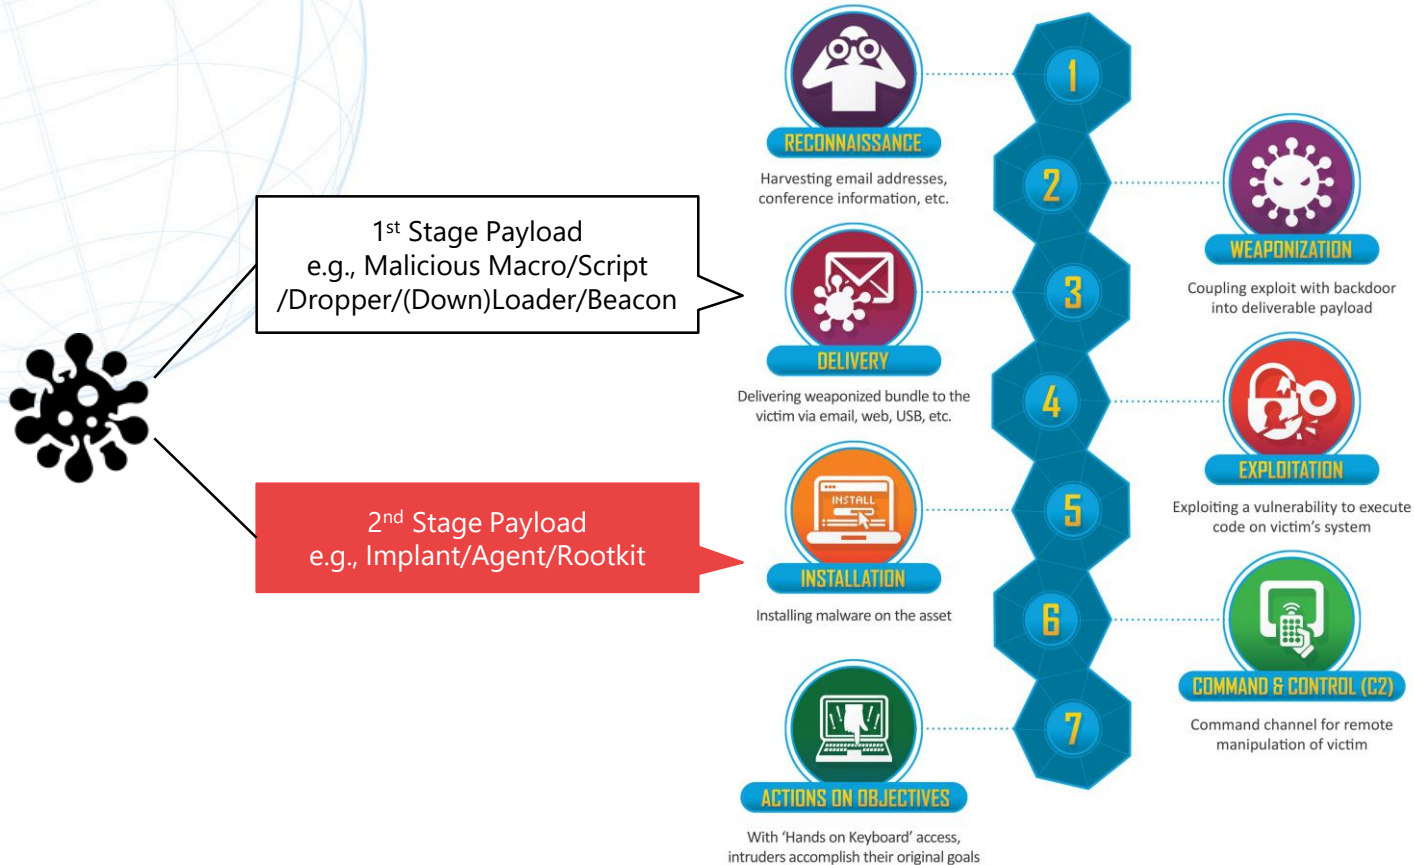 1st Stage Payload
e.g., Malicious Macro/Script
/Dropper/(Down)Loader/Beacon
2nd Stage Payload
e.g., Implant/Agent/Rootkit
1
RECONNAISSANCE
Harvesting email addresses,
conference information, etc.
2
WEAPONIZATION
Coupling exploit with backdoor
into deliverable payload
3
DELIVERY
Delivering weaponized bundle to the
victim via email, web, USB, etc.
4
EXPLOITATION
Exploiting a vulnerability to execute
code on victim's system
5
INSTALL
INSTALLATION
Installing malware on the asset
6
COMMAND & CONTROL (C2)
Command channel for remote
manipulation of victim
7
ACTIONS ON OBJECTIVES
With 'Hands on Keyboard' access,
intruders accomplish their original goals